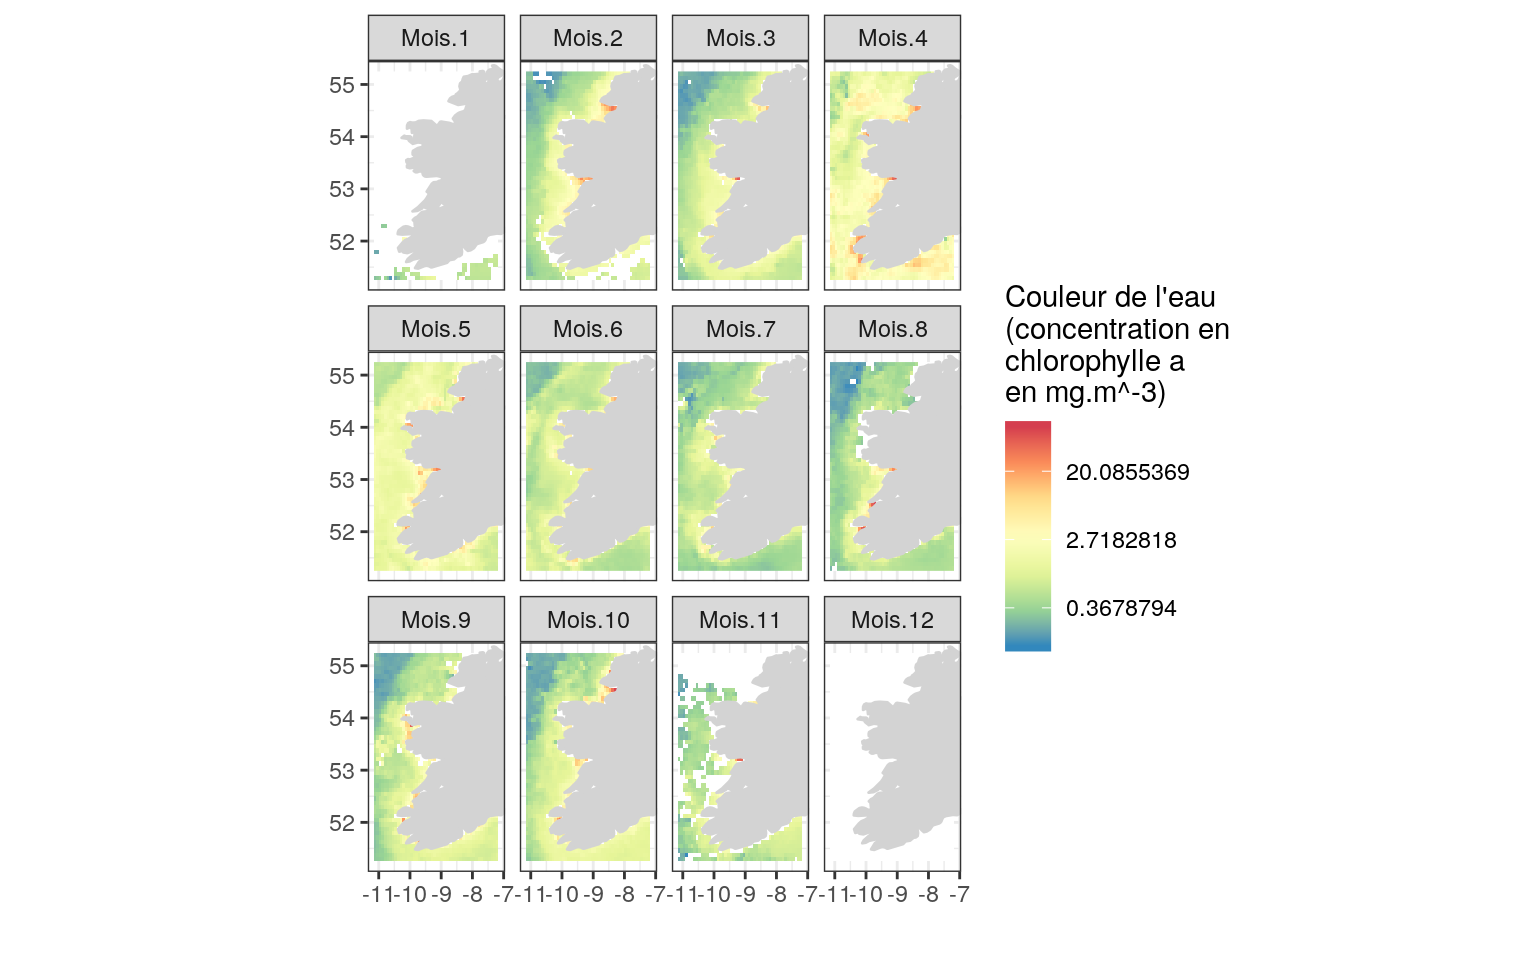 Mois.1 Mois.2 Mois.3 Mois.4
55
54
53
52
Mois.5 Mois.6 Mois.7 Mois.8
55
54
53
52
Mois.9 Mois.10 Mois.11 Mois.12
55
54
53
52
-11 -10 -9 -8 -7 -11 -10 -9 -8 -7 -11 -10 -9 -8 -7 -11 -10 -9 -8 -7
Couleur de l'eau
(concentration en
chlorophylle a
en mg.m^-3)
20.0855369
2.7182818
0.3678794